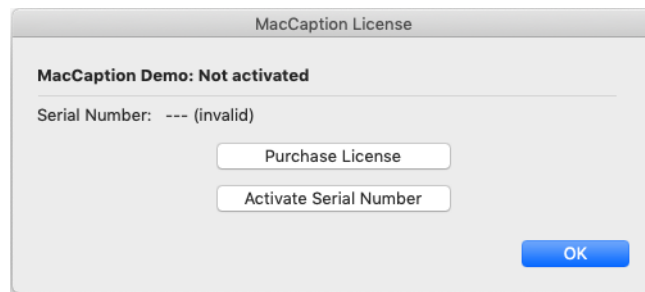 MacCaption License
MacCaption Demo: Not activated
Serial Number: --- (invalid)
Purchase License
Activate Serial Number
OK